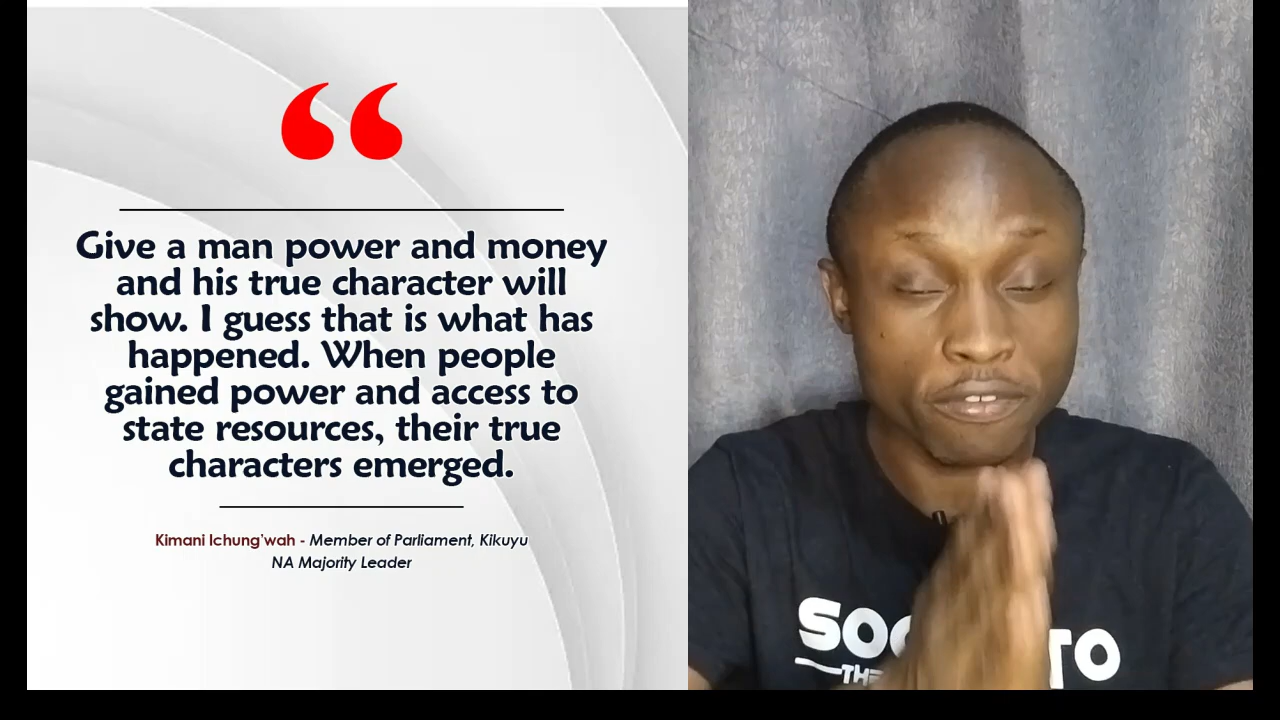 Give a man power and money
and his true character will
show. I guess that is what has
happened. When people
gained power and access to
state resources, their true
characters emerged.
Kimani Ichung'wah - Member of Parliament, Kikuyu
NA Majority Leader